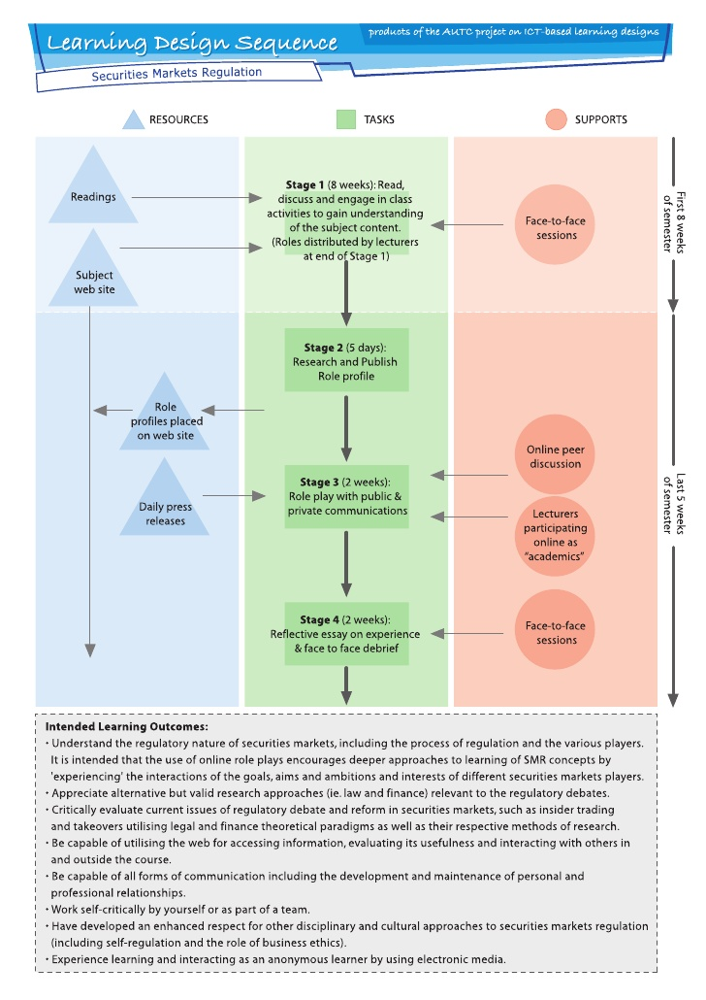 Learning Design Sequence
products of the AUTC project on ICT-based learning designs
Securities Markets Regulation
RESOURCES
TASKS
SUPPORTS
Readings
Subject
web site
Stage 1 (8 weeks): Read,
discuss and engage in class
activities to gain understanding
of the subject content.
(Roles distributed by lecturers
at end of Stage 1)
Face-to-face
sessions
First 8 weeks
of semester
Stage 2 (5 days):
Research and Publish
Role profile
Role
profiles placed
on web site
Daily press
releases
Stage 3 (2 weeks):
Role play with public &
private communications
Online peer
discussion
Lecturers
participating
online as
“academics”
Last 5 weeks
of semester
Stage 4 (2 weeks):
Reflective essay on experience
& face to face debrief
Face-to-face
sessions
Intended Learning Outcomes:
• Understand the regulatory nature of securities markets, including the process of regulation and the various players.
It is intended that the use of online role plays encourages deeper approaches to learning of SMR concepts by
'experiencing' the interactions of the goals, aims and ambitions and interests of different securities markets players.
• Appreciate alternative but valid research approaches (ie. law and finance) relevant to the regulatory debates.
• Critically evaluate current issues of regulatory debate and reform in securities markets, such as insider trading
and takeovers utilising legal and finance theoretical paradigms as well as their respective methods of research.
• Be capable of utilising the web for accessing information, evaluating its usefulness and interacting with others in
and outside the course.
• Be capable of all forms of communication including the development and maintenance of personal and
professional relationships.
• Work self-critically by yourself or as part of a team.
• Have developed an enhanced respect for other disciplinary and cultural approaches to securities markets regulation
(including self-regulation and the role of business ethics).
• Experience learning and interacting as an anonymous learner by using electronic media.